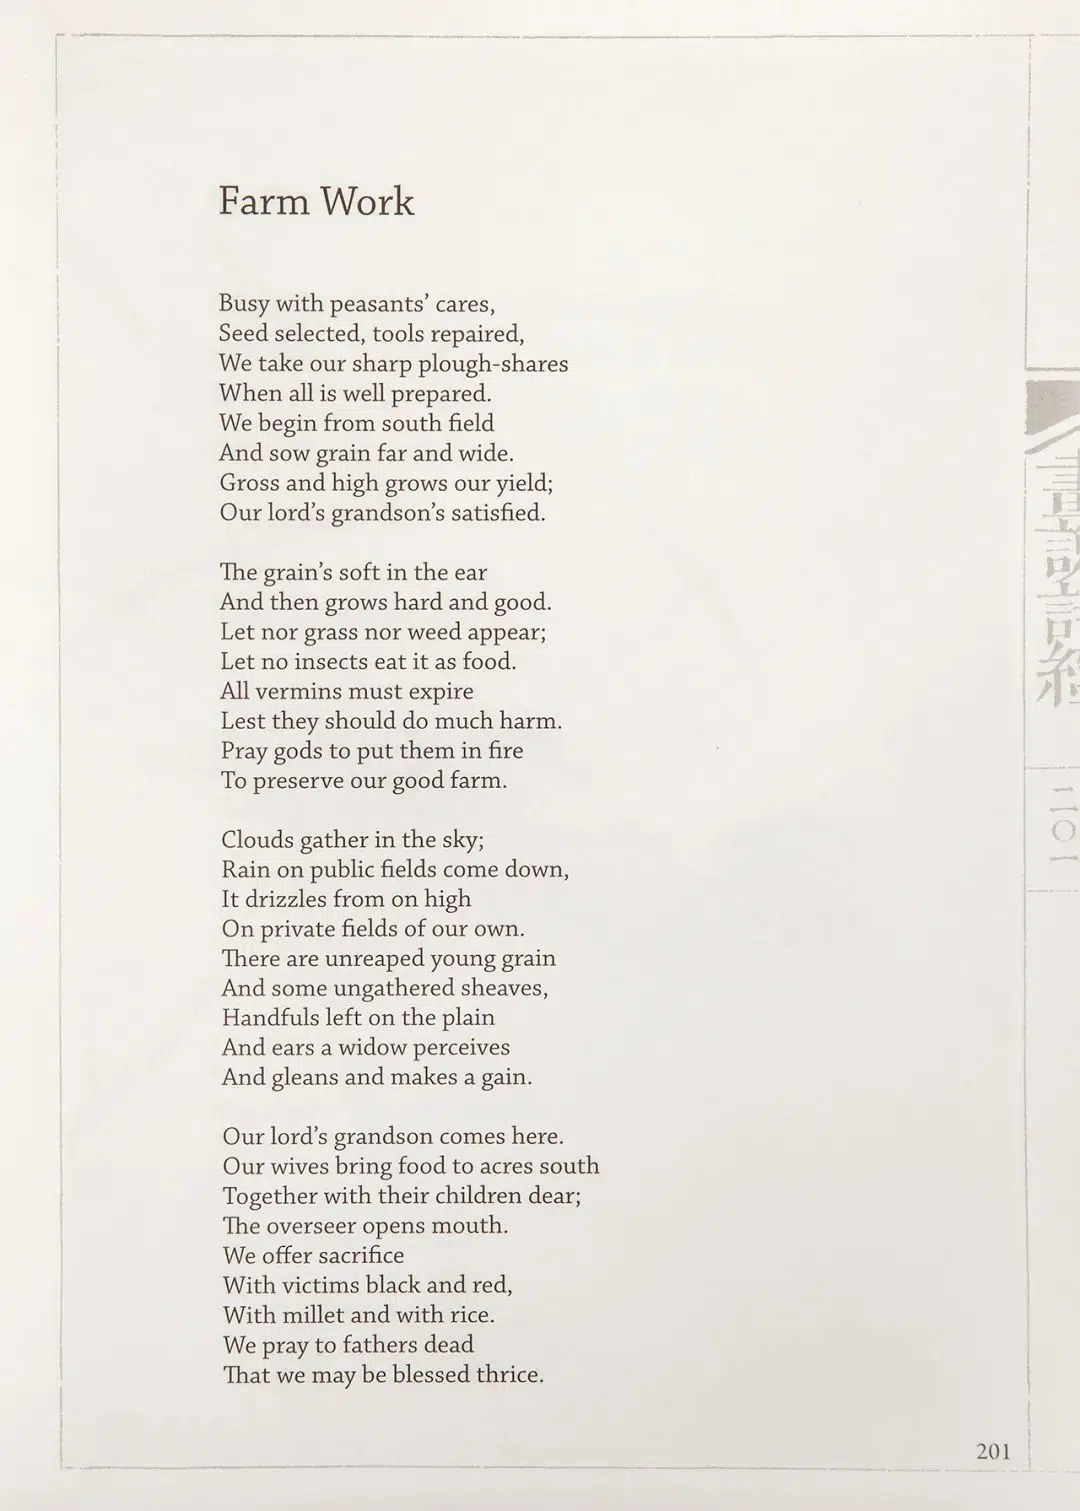 Farm Work
Busy with peasants’ cares,
Seed selected, tools repaired,
We take our sharp plough-shares
When all is well prepared.
We begin from south field
And sow grain far and wide.
Gross and high grows our yield;
Our lord’s grandson’s satisfied.
The grain’s soft in the ear
And then grows hard and good.
Let nor grass nor weed appear;
Let no insects eat it as food.
All vermins must expire
Lest they should do much harm.
Pray gods to put them in fire
To preserve our good farm.
Clouds gather in the sky;
Rain on public fields come down,
It drizzles from on high
On private fields of our own.
There are unreaped young grain
And some ungathered sheaves,
Handfuls left on the plain
And ears a widow perceives
And gleans and makes a gain.
Our lord’s grandson comes here.
Our wives bring food to acres south
Together with their children dear;
The overseer opens mouth.
We offer sacrifice
With victims black and red,
With millet and with rice.
We pray to fathers dead
That we may be blessed thrice.
畫說詩經
二〇一
201